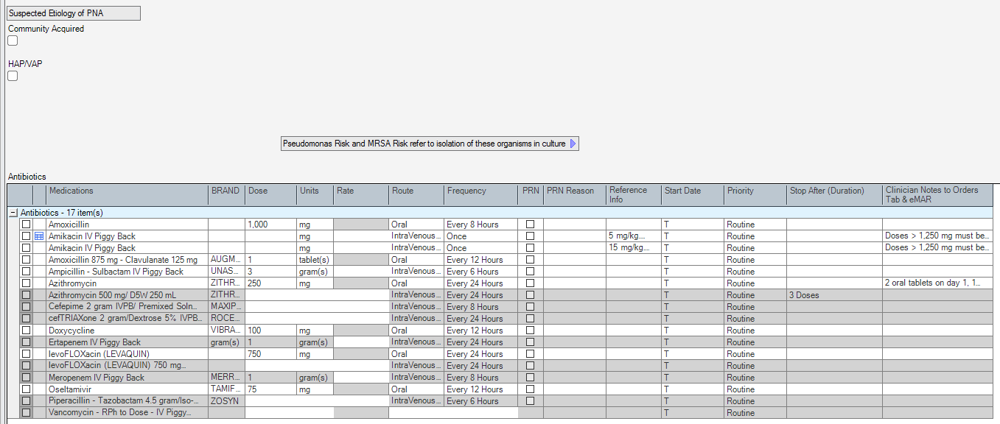 Suspected Etiology of PNA
Community Acquired
HAP/VAP
Pseudomonas Risk and MRSA Risk refer to isolation of these organisms in culture
Antibiotics
Medications BRAND Dose Units Rate Route Frequency PRN PRN Reason Reference Info Start Date Priority Stop After (Duration) Clinician Notes to Orders Tab & eMAR
Antibiotics - 17 item(s)
Amoxicillin 1,000 mg Oral Every 8 Hours T Routine
Amikacin IV Piggy Back mg IntraVenous... Once 5 mg/kg.... T Routine Doses > 1,250 mg must be...
Amikacin IV Piggy Back mg IntraVenous... Once 15 mg/kg.... T Routine Doses > 1,250 mg must be...
Amoxicillin 875 mg - Clavulanate 125 mg AUGM... 1 tablet(s) Oral Every 12 Hours T Routine
Ampicillin - Sulbactam IV Piggy Back UNAS... 3 gram(s) IntraVenous... Every 6 Hours T Routine
Azithromycin ZITHR... 250 mg Oral Every 24 Hours T Routine 2 oral tablets on day 1, 1...
Azithromycin 500 mg/ D5W 250 mL ZITHR... IntraVenous... Every 24 Hours T Routine 3 Doses
Cefepime 2 gram IVPB/ Premixed Soln... MAXIP... IntraVenous... Every 8 Hours T Routine
cefTRIAXone 2 gram/Dextrose 5% IVPB... ROCE... IntraVenous... Every 24 Hours T Routine
Doxycycline VIBRA... 100 mg Oral Every 12 Hours T Routine
Ertapenem IV Piggy Back gram(s) 1 gram(s) IntraVenous... Every 24 Hours T Routine
levoFLOXacin (LEVAQUIN) 750 mg Oral Every 24 Hours T Routine
levoFLOXacin (LEVAQUIN) 750 mg... IntraVenous... Every 24 Hours T Routine
Meropenem IV Piggy Back MERR... 1 gram(s) IntraVenous... Every 8 Hours T Routine
Oseltamivir TAMIF... 75 mg Oral Every 12 Hours T Routine
Piperacillin - Tazobactam 4.5 gram/Iso-... ZOSYN IntraVenous... Every 6 Hours T Routine
Vancomycin - RPh to Dose - IV Piggy... T Routine